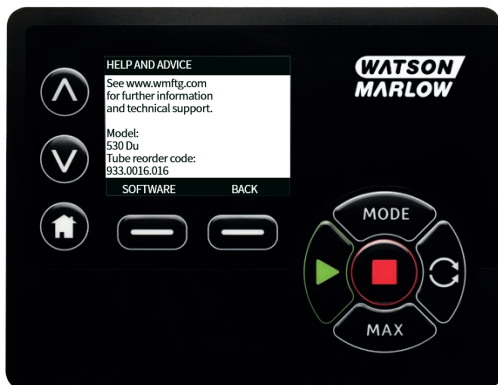 HELP AND ADVICE
See www.wmftg.com
for further information
and technical support.
Model:
530 Du
Tube reorder code:
933.0016.016
SOFTWARE BACK
WATSON
MARLOW
MODE
MAX